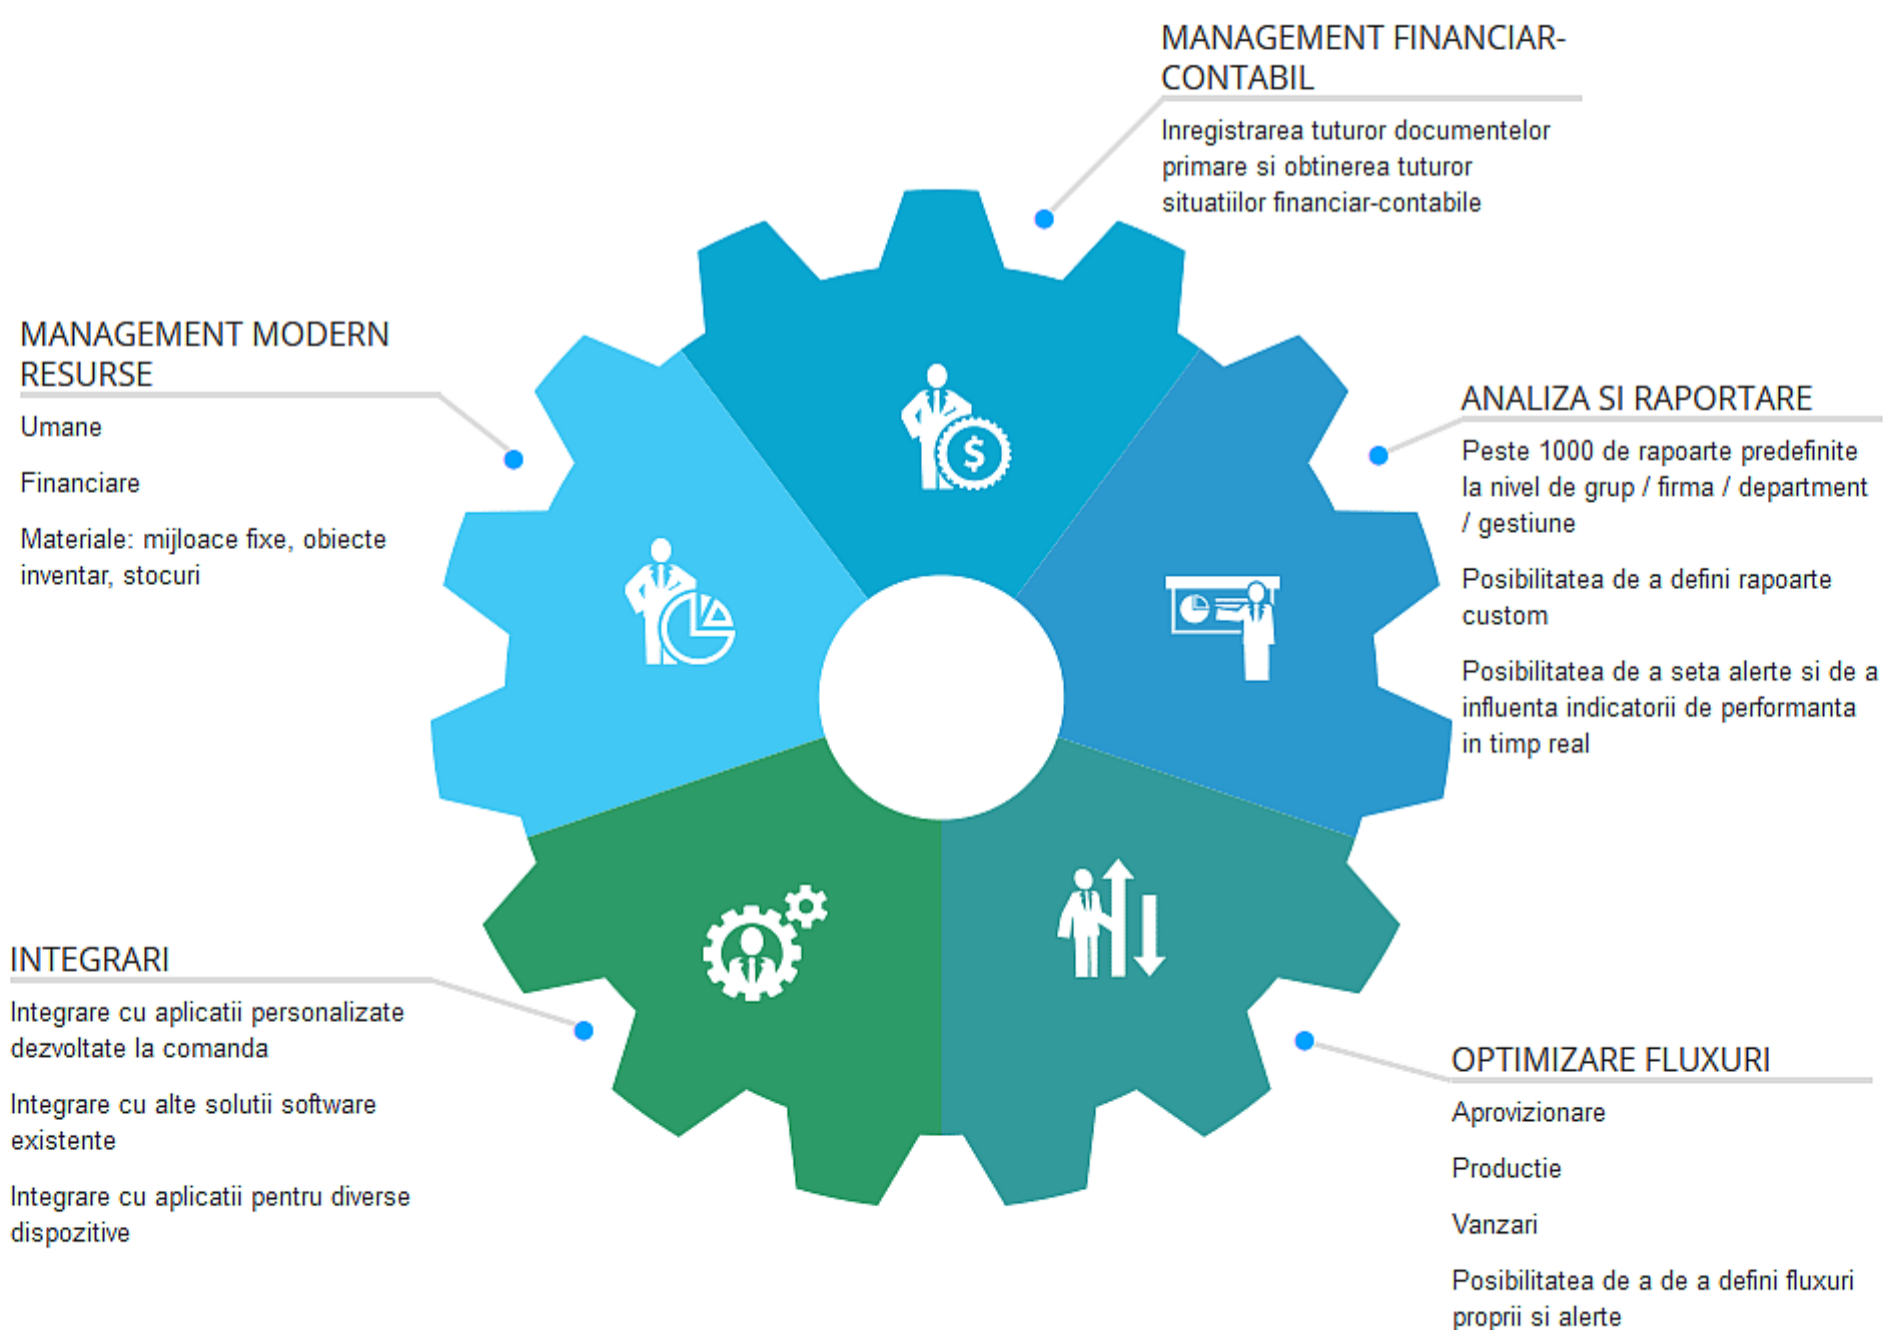 MANAGEMENT FINANCIAR-
CONTABIL
Inregistrarea tuturor documentelor
primare si obtinerea tuturor
situatiilor financiar-contabile
MANAGEMENT MODERN
RESURSE
Umane
Financiare
Materiale: mijloace fixe, obiecte
inventar, stocuri
ANALIZA SI RAPORTARE
Peste 1000 de rapoarte predefinite
la nivel de grup / firma / department
/ gestiune
Posibilitatea de a defini rapoarte
custom
Posibilitatea de a seta alerte si de a
influenta indicatorii de performanta
in timp real
$
INTEGRARI
Integrare cu aplicatii personalizate
dezvoltate la comanda
Integrare cu alte solutii software
existente
Integrare cu aplicatii pentru diverse
dispozitive
OPTIMIZARE FLUXURI
Aprovizionare
Productie
Vanzari
Posibilitatea de a de a defini fluxuri
proprii si alerte